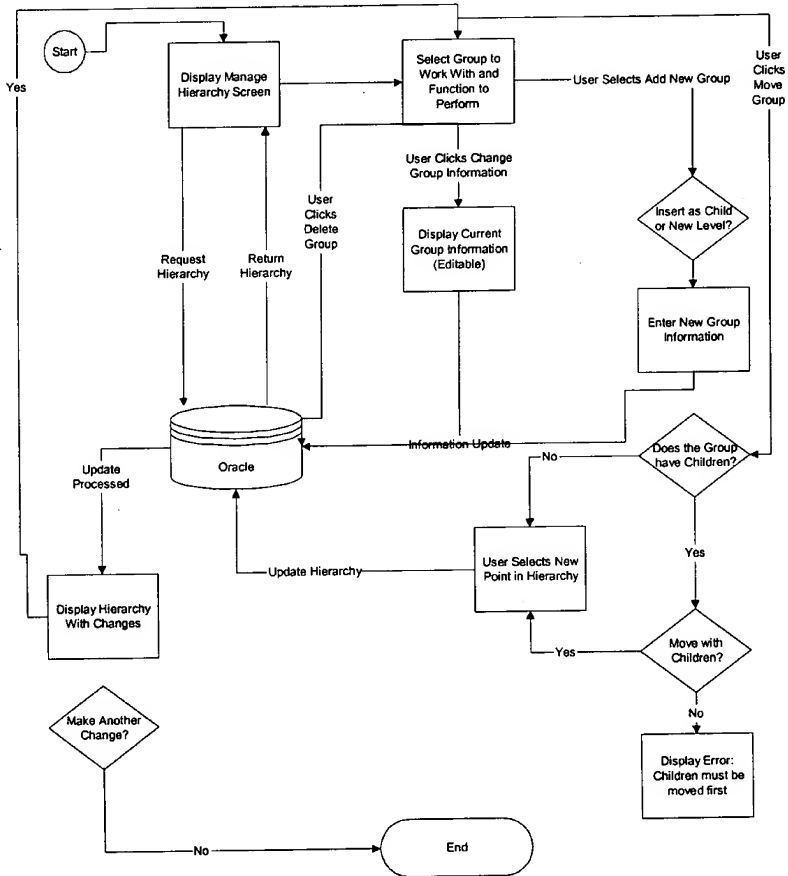 Start
Yes
Display Manage
Hierarchy Screen
Select Group to
Work With and
Function to
Perform
User Selects Add New Group
User
Clicks
Move
Group
User Clicks Change
Group Information
User
Clicks
Delete
Group
Insert as Child
or New Level?
Display Current
Group Information
(Editable)
Request
Hierarchy
Return
Hierarchy
Enter New Group
Information
Information Update
Oracle
Update
Processed
No
Does the Group
have Children?
Yes
User Selects New
Point in Hierarchy
Update Hierarchy
Display Hierarchy
With Changes
Yes
Move with
Children?
No
Make Another
Change?
Display Error:
Children must be
moved first
No
End